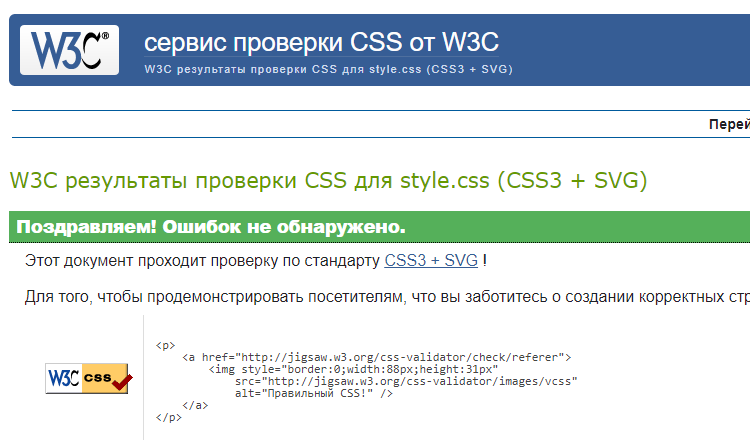 W3C®
сервис проверки CSS от W3C
W3C результаты проверки CSS для style.css (CSS3 + SVG)
W3C результаты проверки CSS для style.css (CSS3 + SVG)
Поздравляем! Ошибок не обнаружено.
Этот документ проходит проверку по стандарту CSS3 + SVG !
Для того, чтобы продемонстрировать посетителям, что вы заботитесь о создании корректных
W3C css
<p>
<a href="http://jigsaw.w3.org/css-validator/check/referer">
<img style="border:0;width:88px;height:31px"
src="http://jigsaw.w3.org/css-validator/images/vcss"
alt="Правильный CSS!" />
</a>
</p>